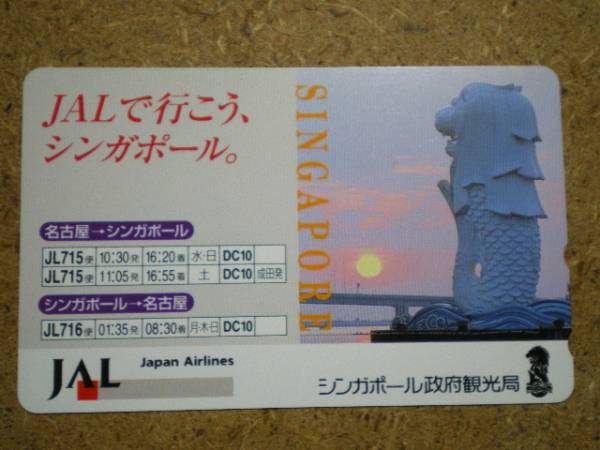 JALで行こう、
シンガポール。
SINGAPORE
名古屋→シンガポール
JL715便 10:30発 16:20着 水・日 DC10
JL715便 11:05発 16:55着 土 DC10 成田発
シンガポール→名古屋
JL716便 01:35発 08:30着 月・木・日 DC10
JAL Japan Airlines
シンガポール政府観光局